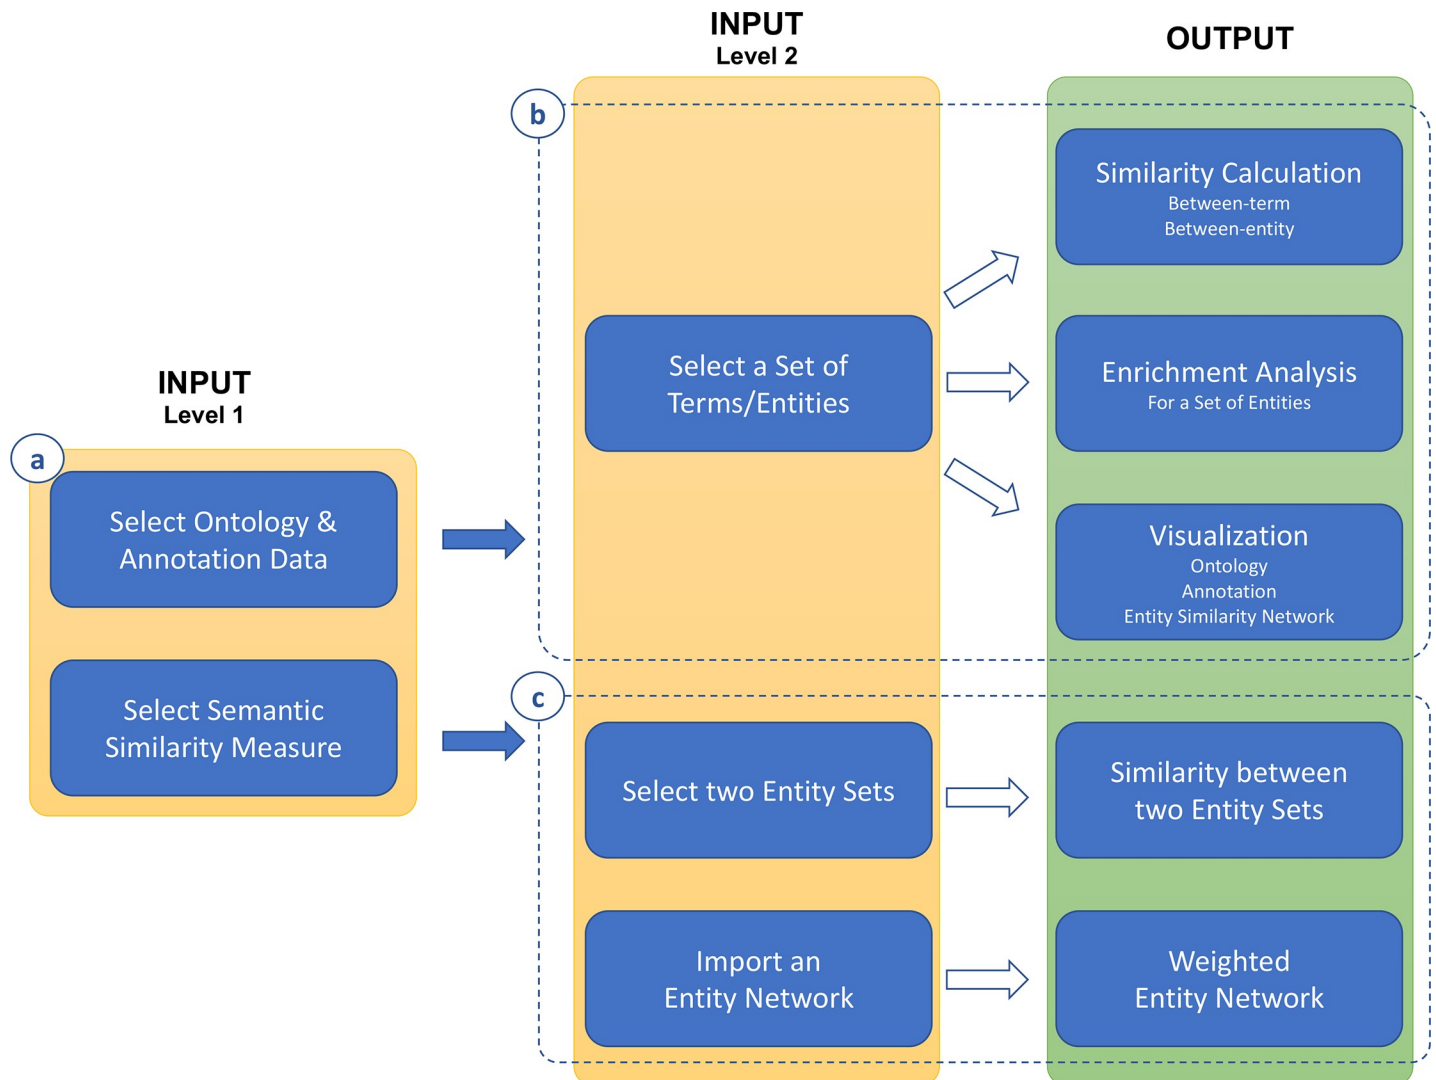 INPUT
Level 1
a
Select Ontology &
Annotation Data
Select Semantic
Similarity Measure
INPUT
Level 2
OUTPUT
b
Select a Set of
Terms/Entities
Similarity Calculation
Between-term
Between-entity
Enrichment Analysis
For a Set of Entities
Visualization
Ontology
Annotation
Entity Similarity Network
c
Select two Entity Sets
Similarity between
two Entity Sets
Import an
Entity Network
Weighted
Entity Network